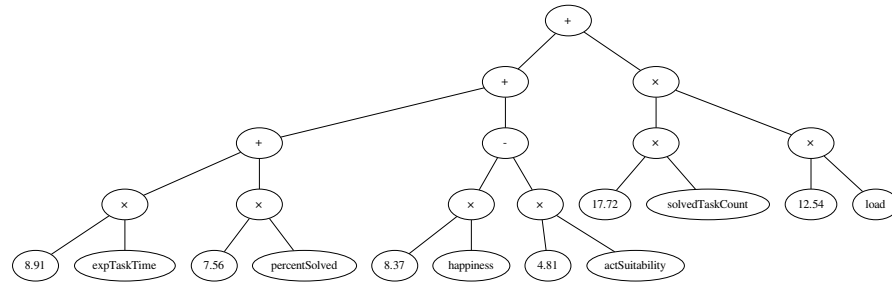 +
+ ×
+ - × ×
× × × × 17.72 solvedTaskCount 12.54 load
8.91 expTaskTime 7.56 percentSolved 8.37 happiness 4.81 actSuitability